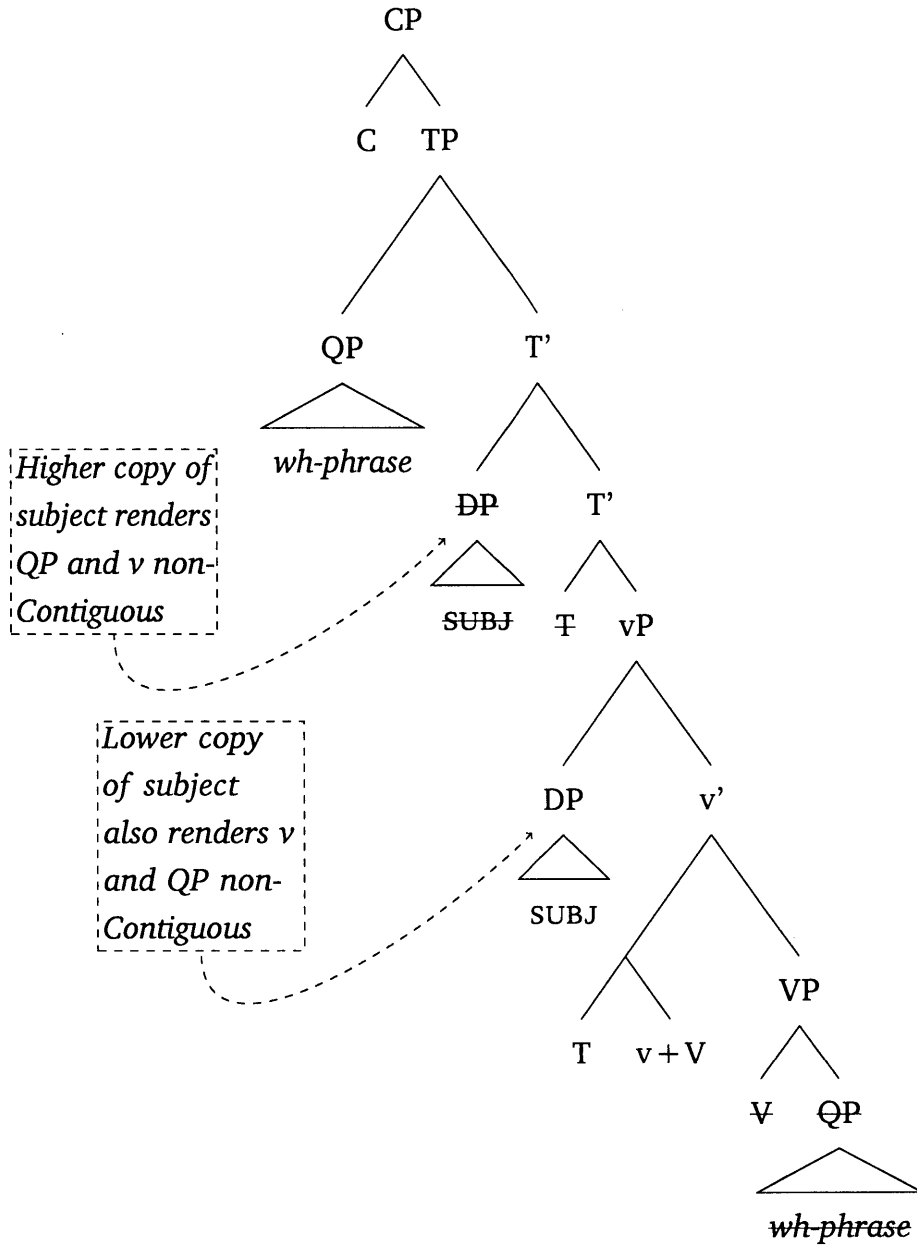 CP
C TP
QP T’
wh-phrase
Higher copy of
subject renders
QP and v non-
Contiguous
DP T’
SUBJ T vP
Lower copy
of subject
also renders v
and QP non-
Contiguous
DP v’
SUBJ
VP
T v+V
V QP
wh-phrase